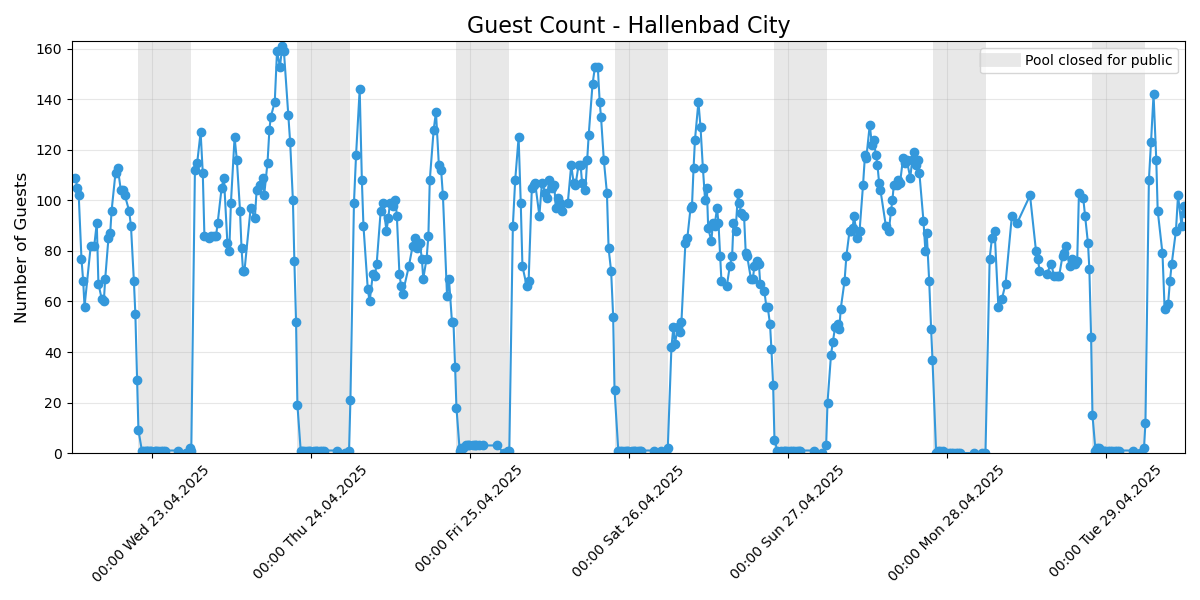 Guest Count - Hallenbad City
Number of Guests
160
140
120
100
80
60
40
20
0
Pool closed for public
00:00 Wed 23.04.2025
00:00 Thu 24.04.2025
00:00 Fri 25.04.2025
00:00 Sat 26.04.2025
00:00 Sun 27.04.2025
00:00 Mon 28.04.2025
00:00 Tue 29.04.2025